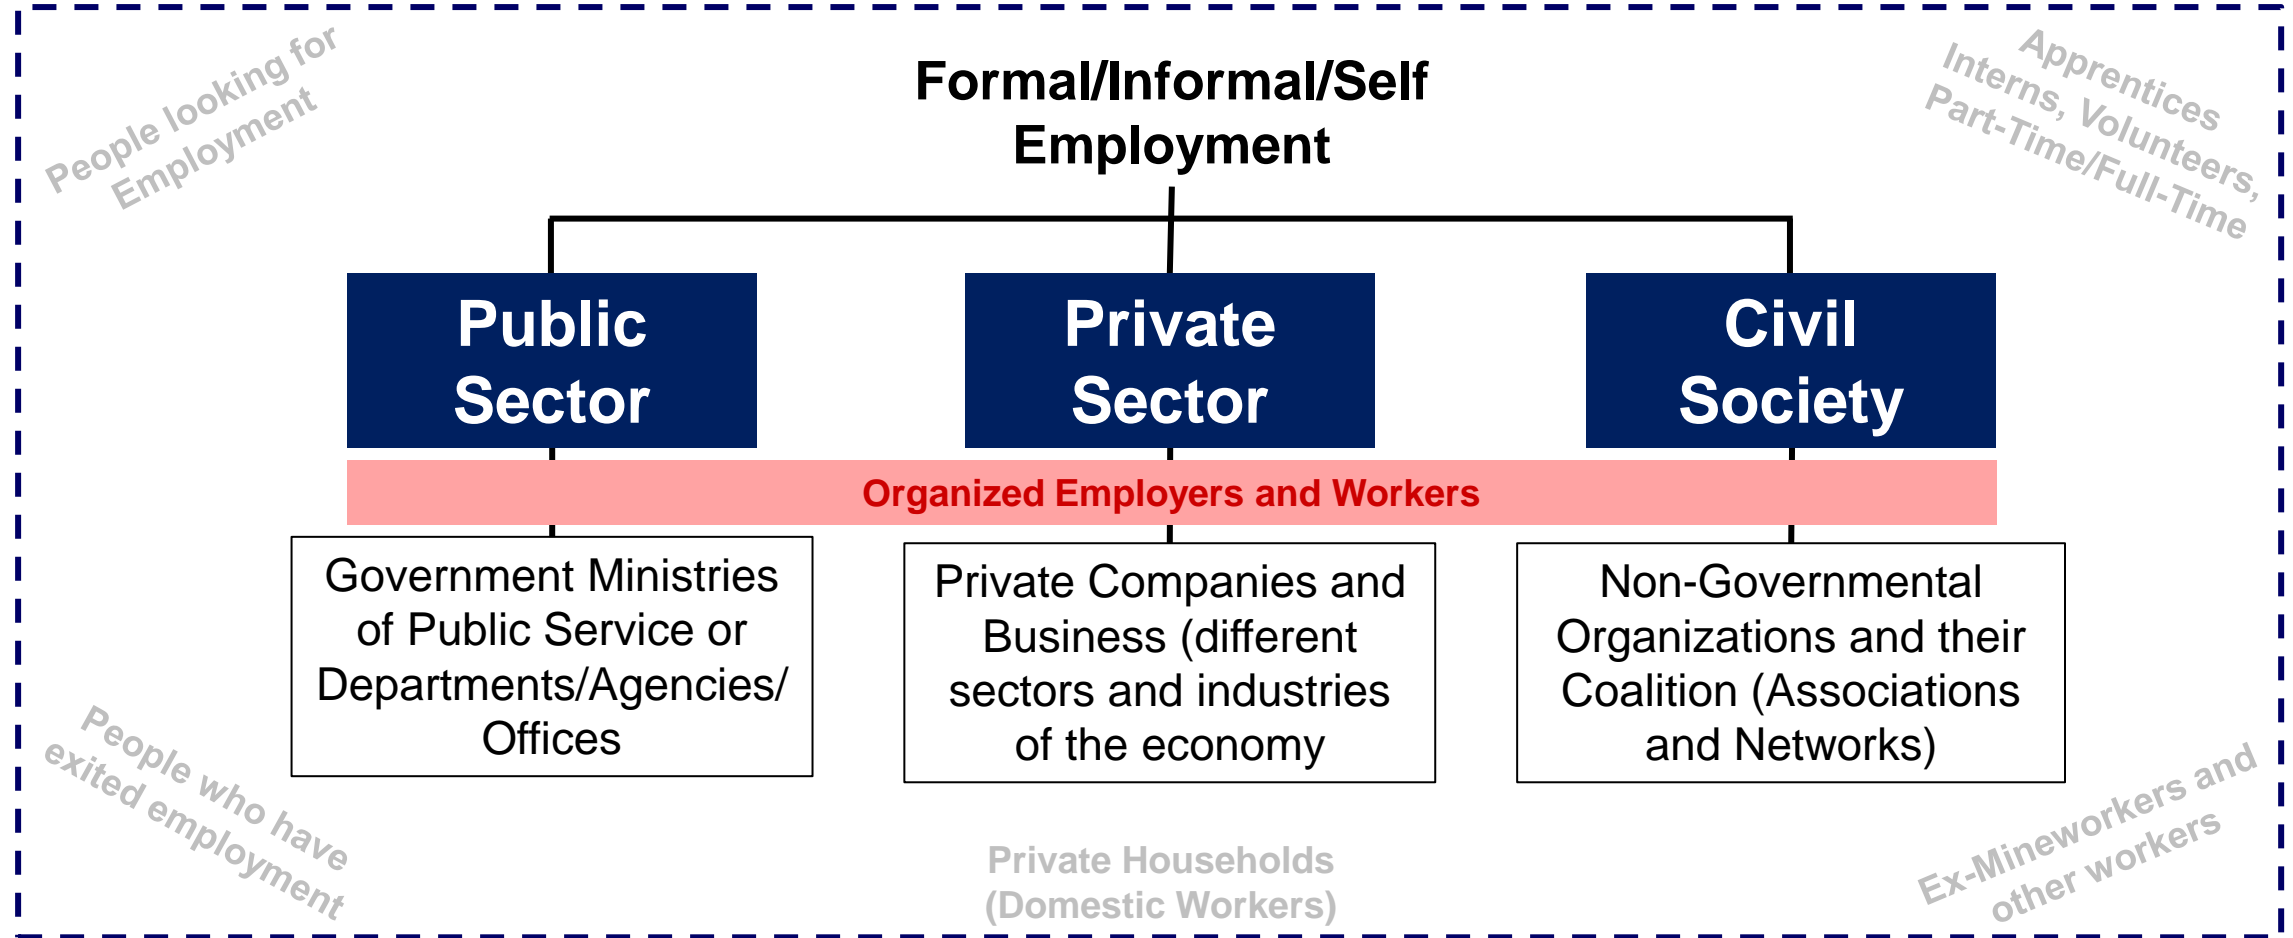 People looking for
Employment
Formal/Informal/Self
Employment
Apprentices
Interns, Volunteers,
Part-Time/Full-Time
Public
Sector
Private
Sector
Civil
Society
Organized Employers and Workers
Government Ministries
of Public Service or
Departments/Agencies/
Offices
Private Companies and
Business (different
sectors and industries
of the economy
Non-Governmental
Organizations and their
Coalition (Associations
and Networks)
People who have
exited employment
Private Households
(Domestic Workers)
Ex-Mineworkers and
other workers